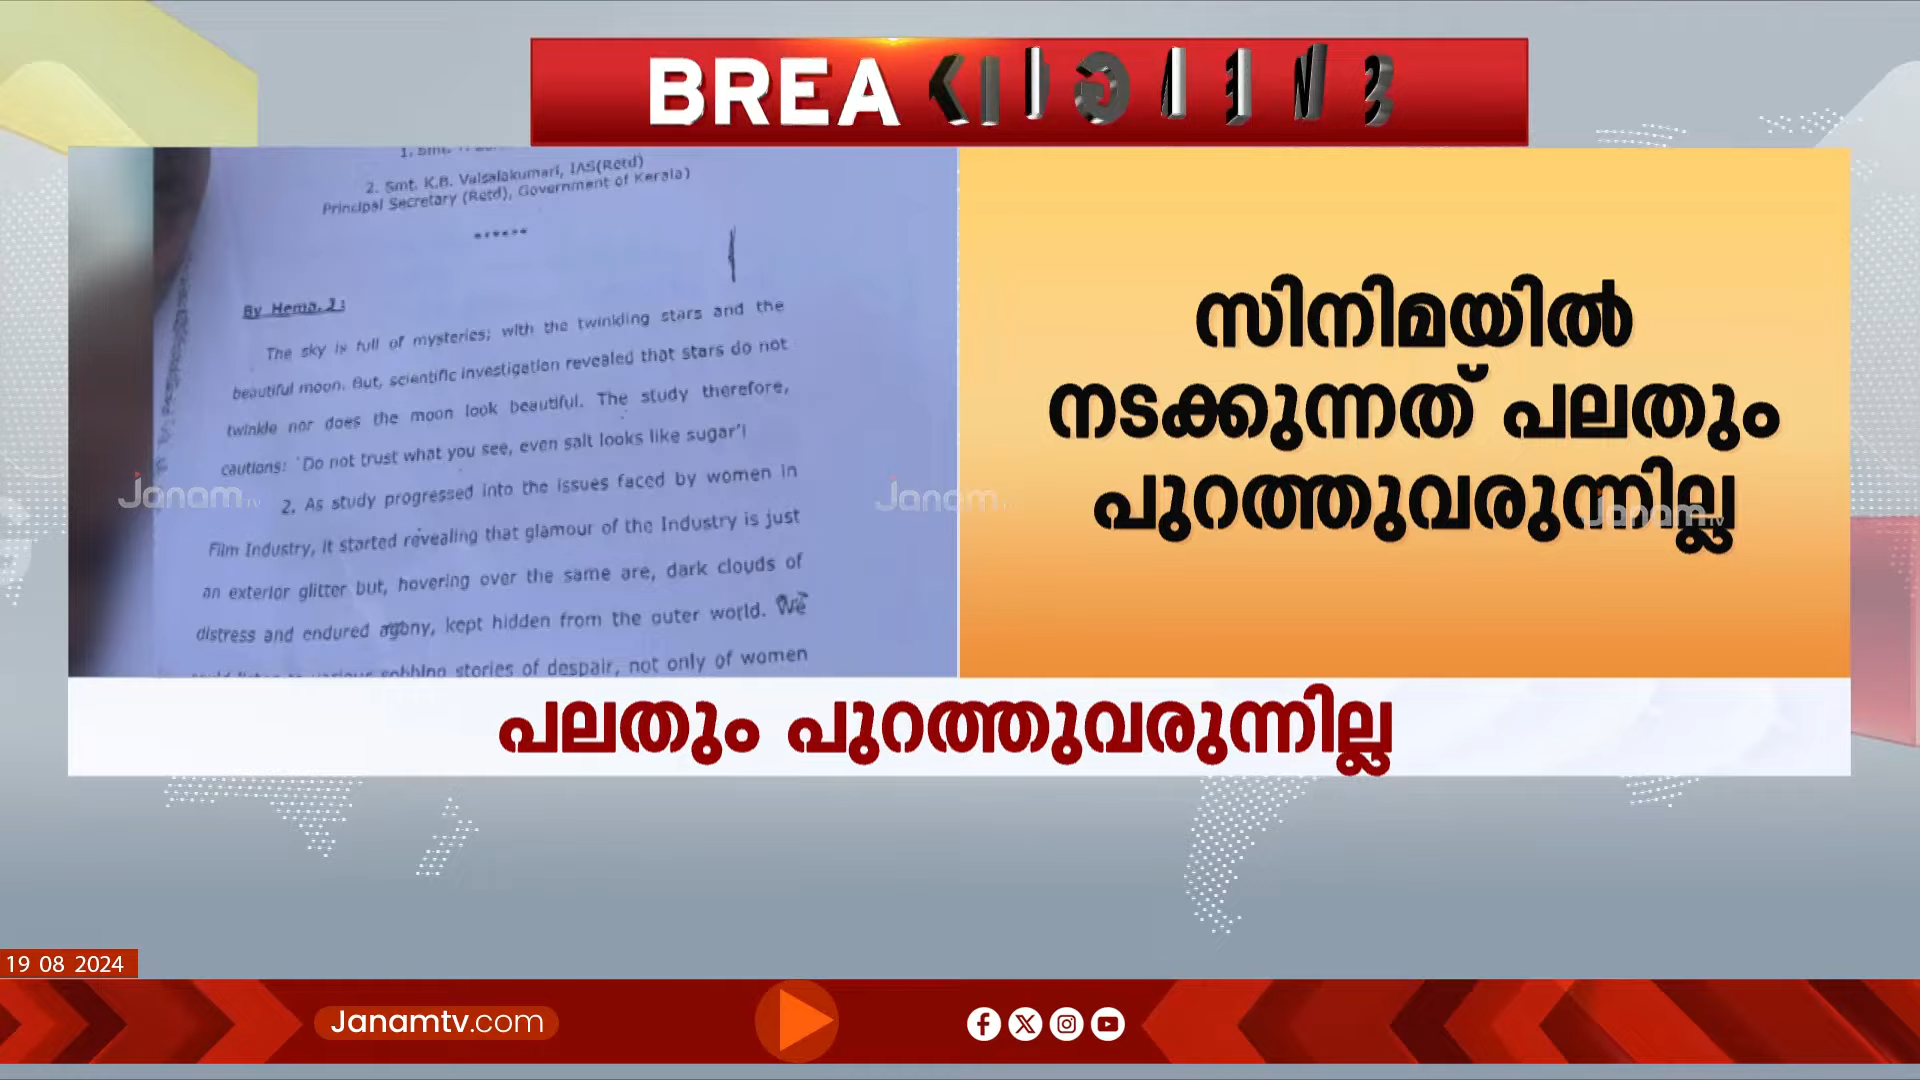 BREA
1. Smt.
2. Smt. K.B. Valsalakumari, IAS(Retd)
Principal Secretary (Retd), Government of Kerala)
******
By Hema. J :
The sky is full of mysteries; with the twinkling stars and the
beautiful moon. But, scientific investigation revealed that stars do not
twinkle nor does the moon look beautiful. The study therefore,
cautions: 'Do not trust what you see, even salt looks like sugar'!
2. As study progressed into the issues faced by women in
Film Industry, it started revealing that glamour of the Industry is just
an exterior glitter but, hovering over the same are, dark clouds of
distress and endured agony, kept hidden from the outer world. We
sobbing stories of despair, not only of women
സിനിമയിൽ
നടക്കുന്നത് പലതും
പുറത്തുവരുന്നില്ല
Janam TV
Janam
Janam TV
പലതും പുറത്തുവരുന്നില്ല
19 08 2024
Janamtv.com